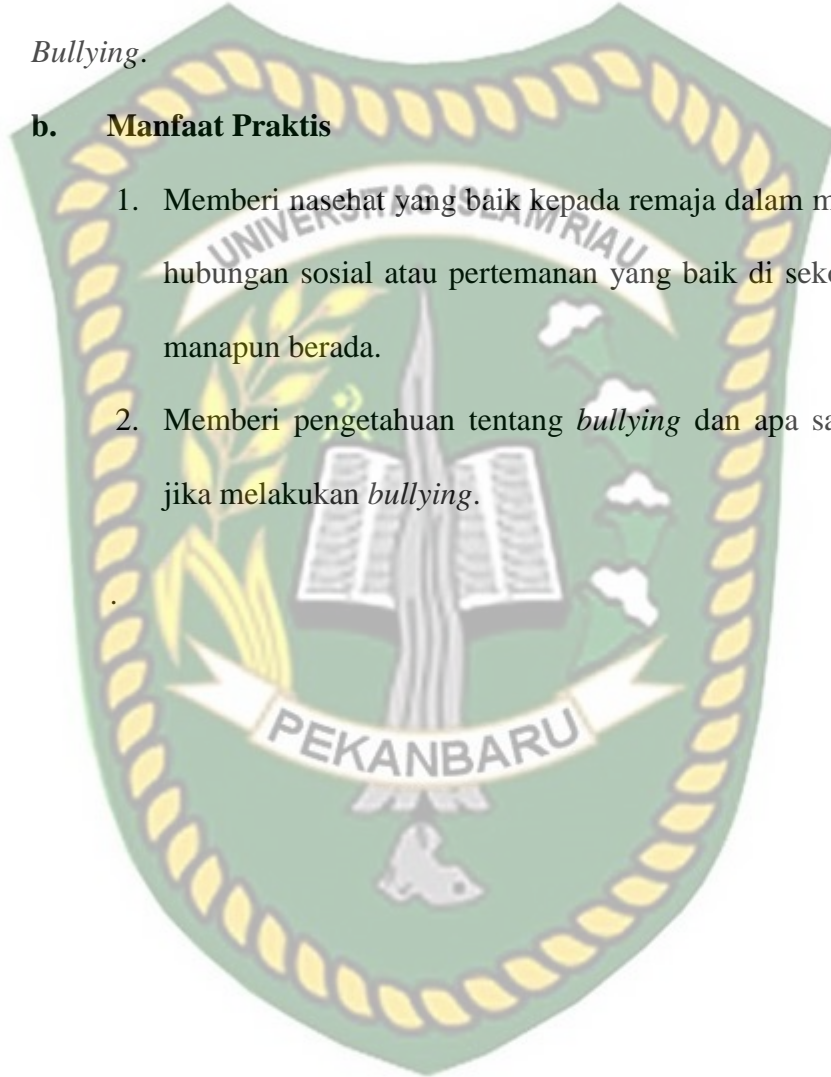 Bullying.
b. Manfaat Praktis
1. Memberi nasehat yang baik kepada remaja dalam m
UNIVERSITAS ISLAM RIAU
hubungan sosial atau pertemanan yang baik di seko
manapun berada.
2. Memberi pengetahuan tentang bullying dan apa sa
jika melakukan bullying.
.
PEKANBARU